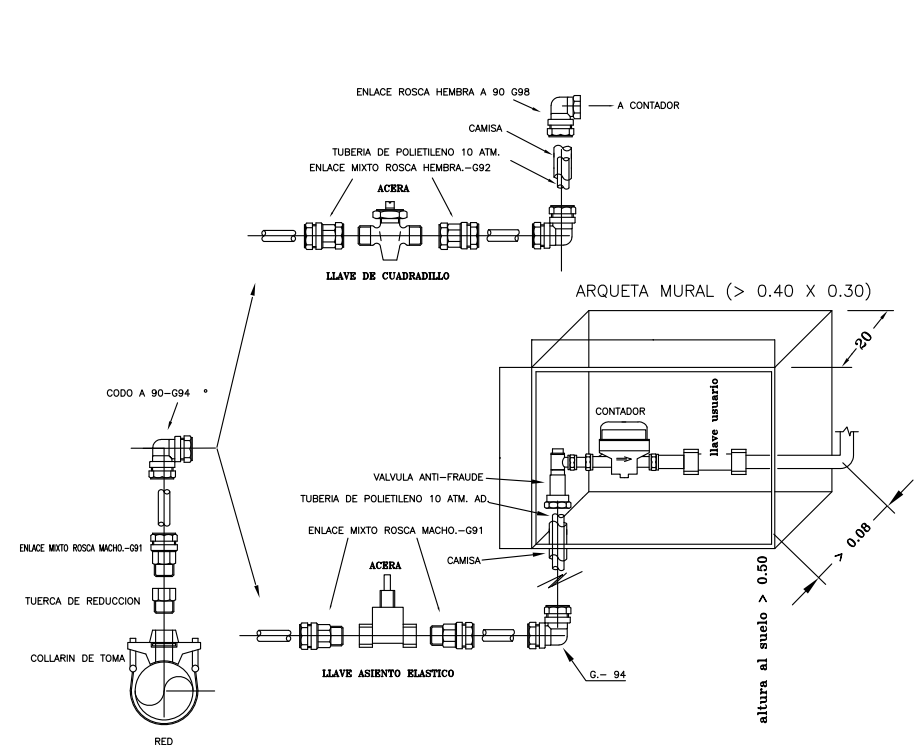 ENLACE ROSCA HEMBRA A 90 G98
A CONTADOR
CAMISA
TUBERIA DE POLIETILENO 10 ATM.
ENLACE MIXTO ROSCA HEMBRA.-G92
ACERA
LLAVE DE CUADRADILLO
ARQUETA MURAL (> 0.40 X 0.30)
20
CODO A 90-G94 °
llave usuario
CONTADOR
VALVULA ANTI-FRAUDE
TUBERIA DE POLIETILENO 10 ATM. AD.
ENLACE MIXTO ROSCA MACHO.-G91
> 0.08
ENLACE MIXTO ROSCA MACHO.-G91
CAMISA
ACERA
altura al suelo > 0.50
TUERCA DE REDUCCION
COLLARIN DE TOMA
LLAVE ASIENTO ELASTICO
G.- 94
RED